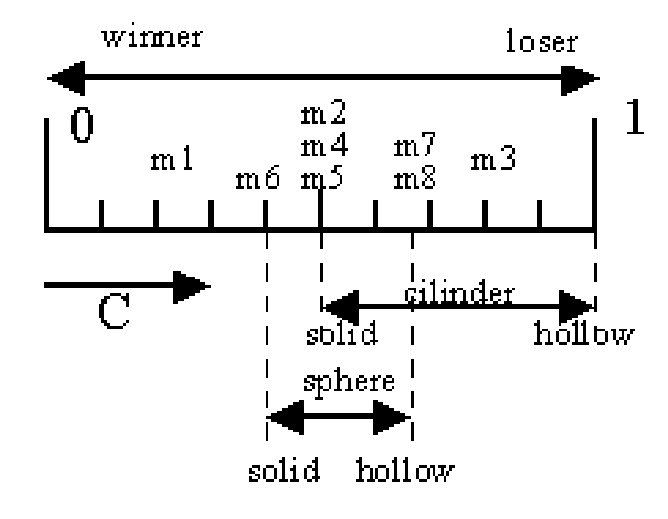 winner loser
0 1
m2
m1 m4 m7 m3
m6 m5 m8
C
cilinder
solid hollow
sphere
solid hollow